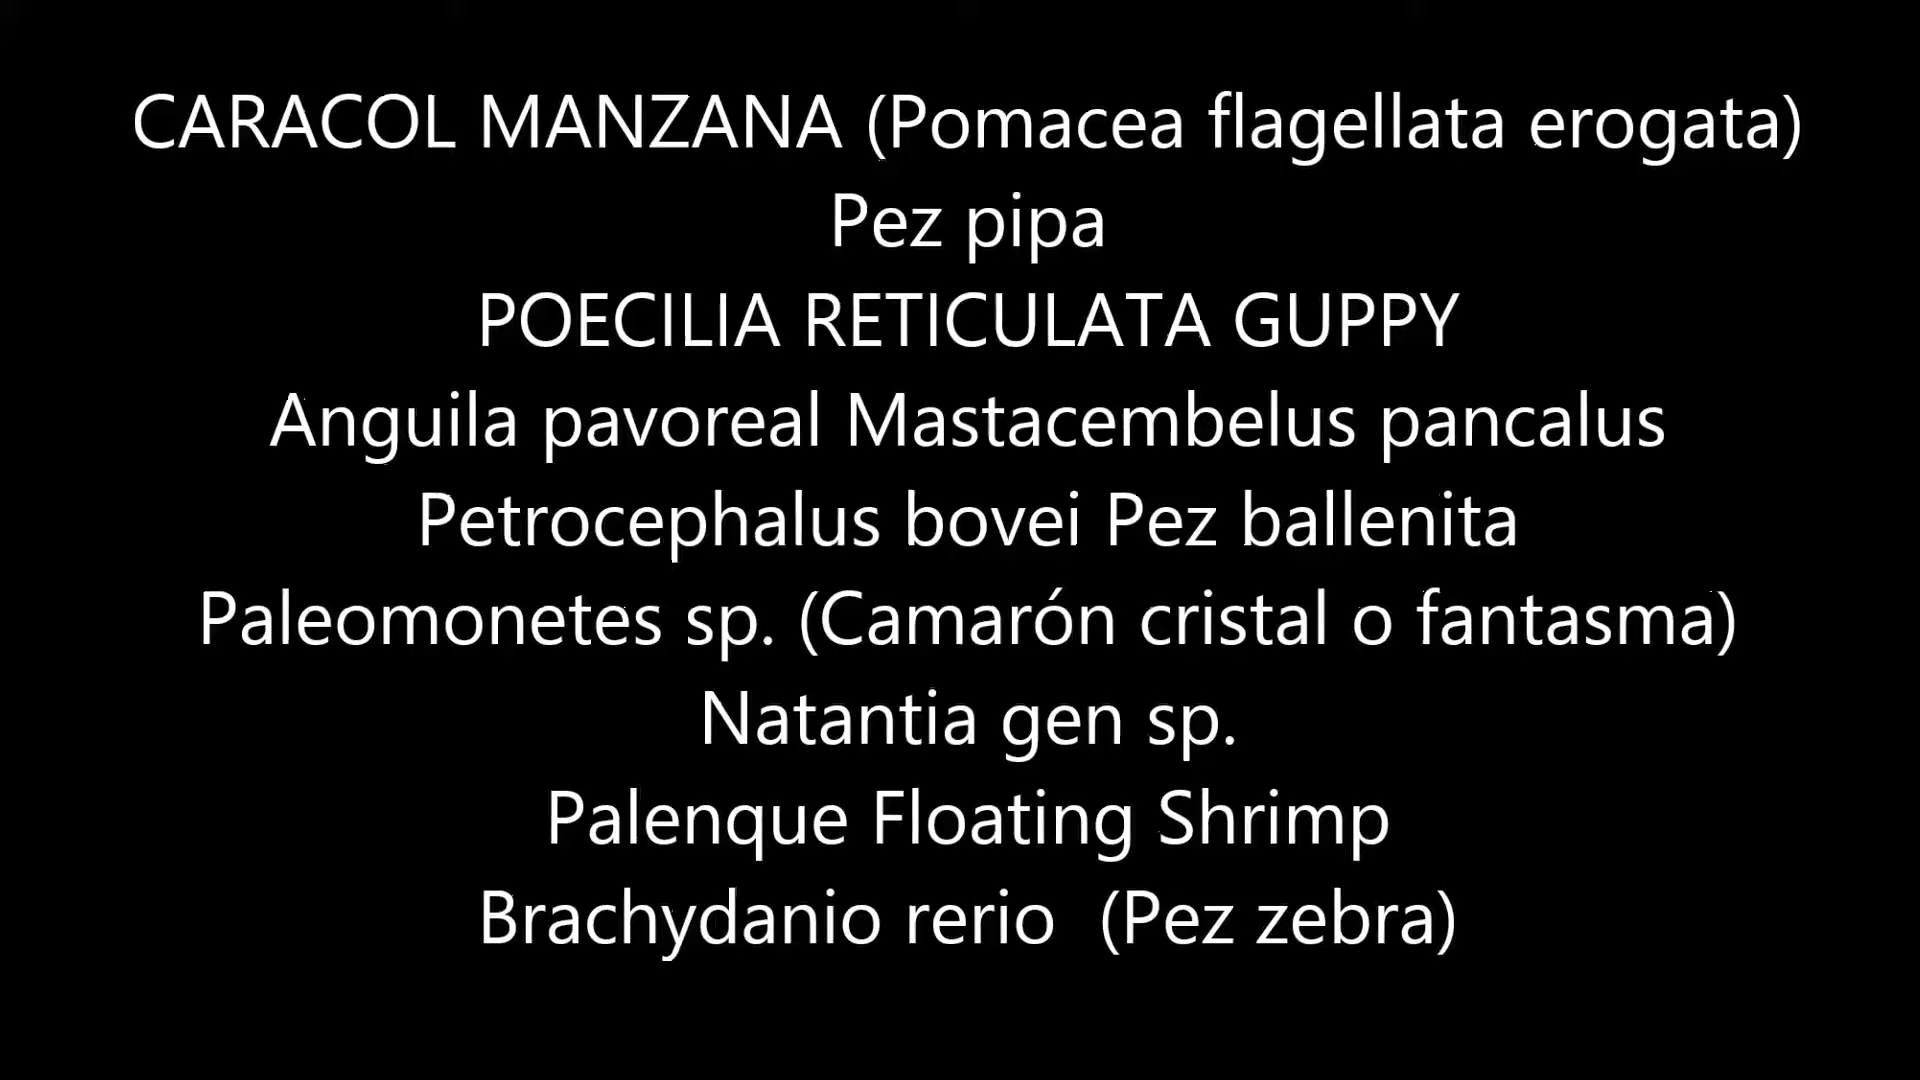 CARACOL MANZANA (Pomacea flagellata erogata)
Pez pipa
POECILIA RETICULATA GUPPY
Anguila pavoreal Mastacembelus pancalus
Petrocephalus bovei Pez ballenita
Paleomonetes sp. (Camarón cristal o fantasma)
Natantia gen sp.
Palenque Floating Shrimp
Brachydanio rerio  (Pez zebra)